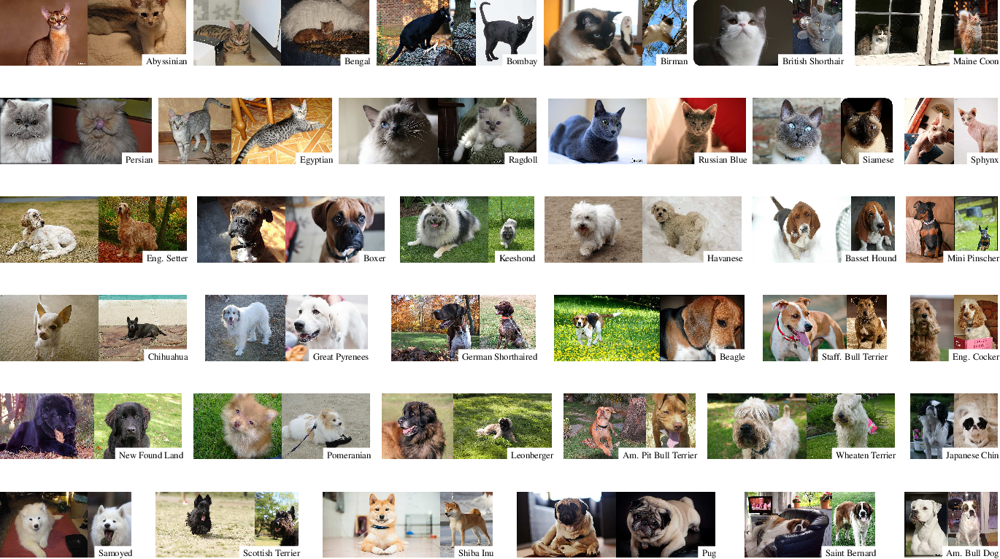 Abyssinian
Bengal
Bombay
Birman
British Shorthair
Maine Coon
Persian
Egyptian
Ragdoll
Russian Blue
Siamese
Sphynx
Eng. Setter
Boxer
Keeshond
Havanese
Basset Hound
Mini Pinscher
Chihuahua
Great Pyrenees
German Shorthaired
Beagle
Staff. Bull Terrier
Eng. Cocker
New Found Land
Pomeranian
Leonberger
Am. Pit Bull Terrier
Wheaten Terrier
Japanese Chin
Samoyed
Scottish Terrier
Shiba Inu
Pug
Saint Bernard
Am. Bull Dog